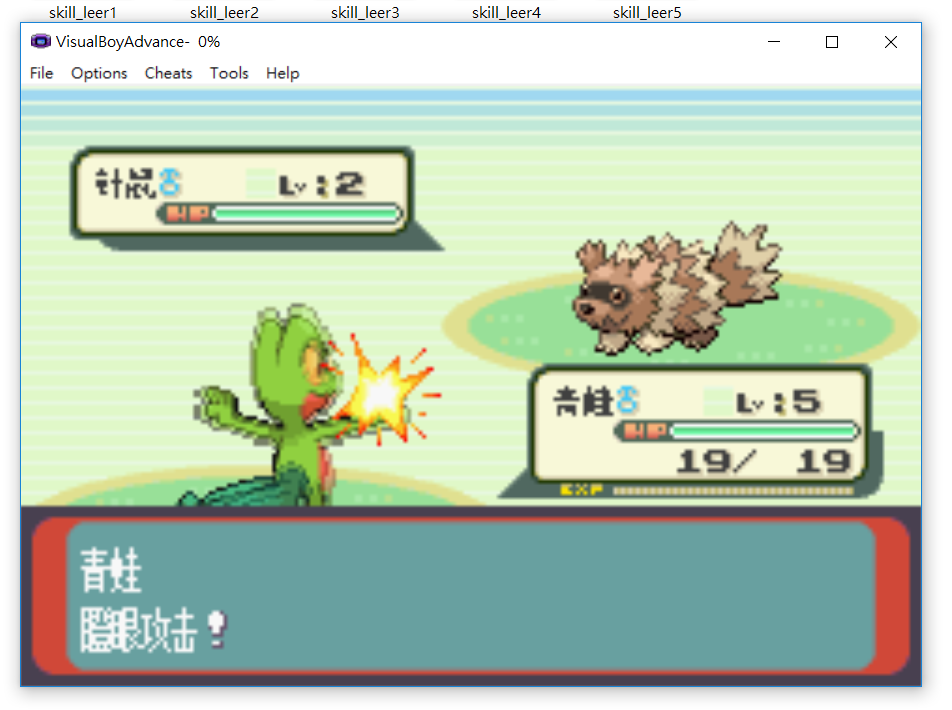 skill_leer1 skill_leer2 skill_leer3 skill_leer4 skill_leer5
VisualBoyAdvance- 0%
File Options Cheats Tools Help
针鼠♂ Lv:2
HP
青蛙♂ Lv:5
HP
19/ 19
EXP
青蛙
瞪眼攻击！